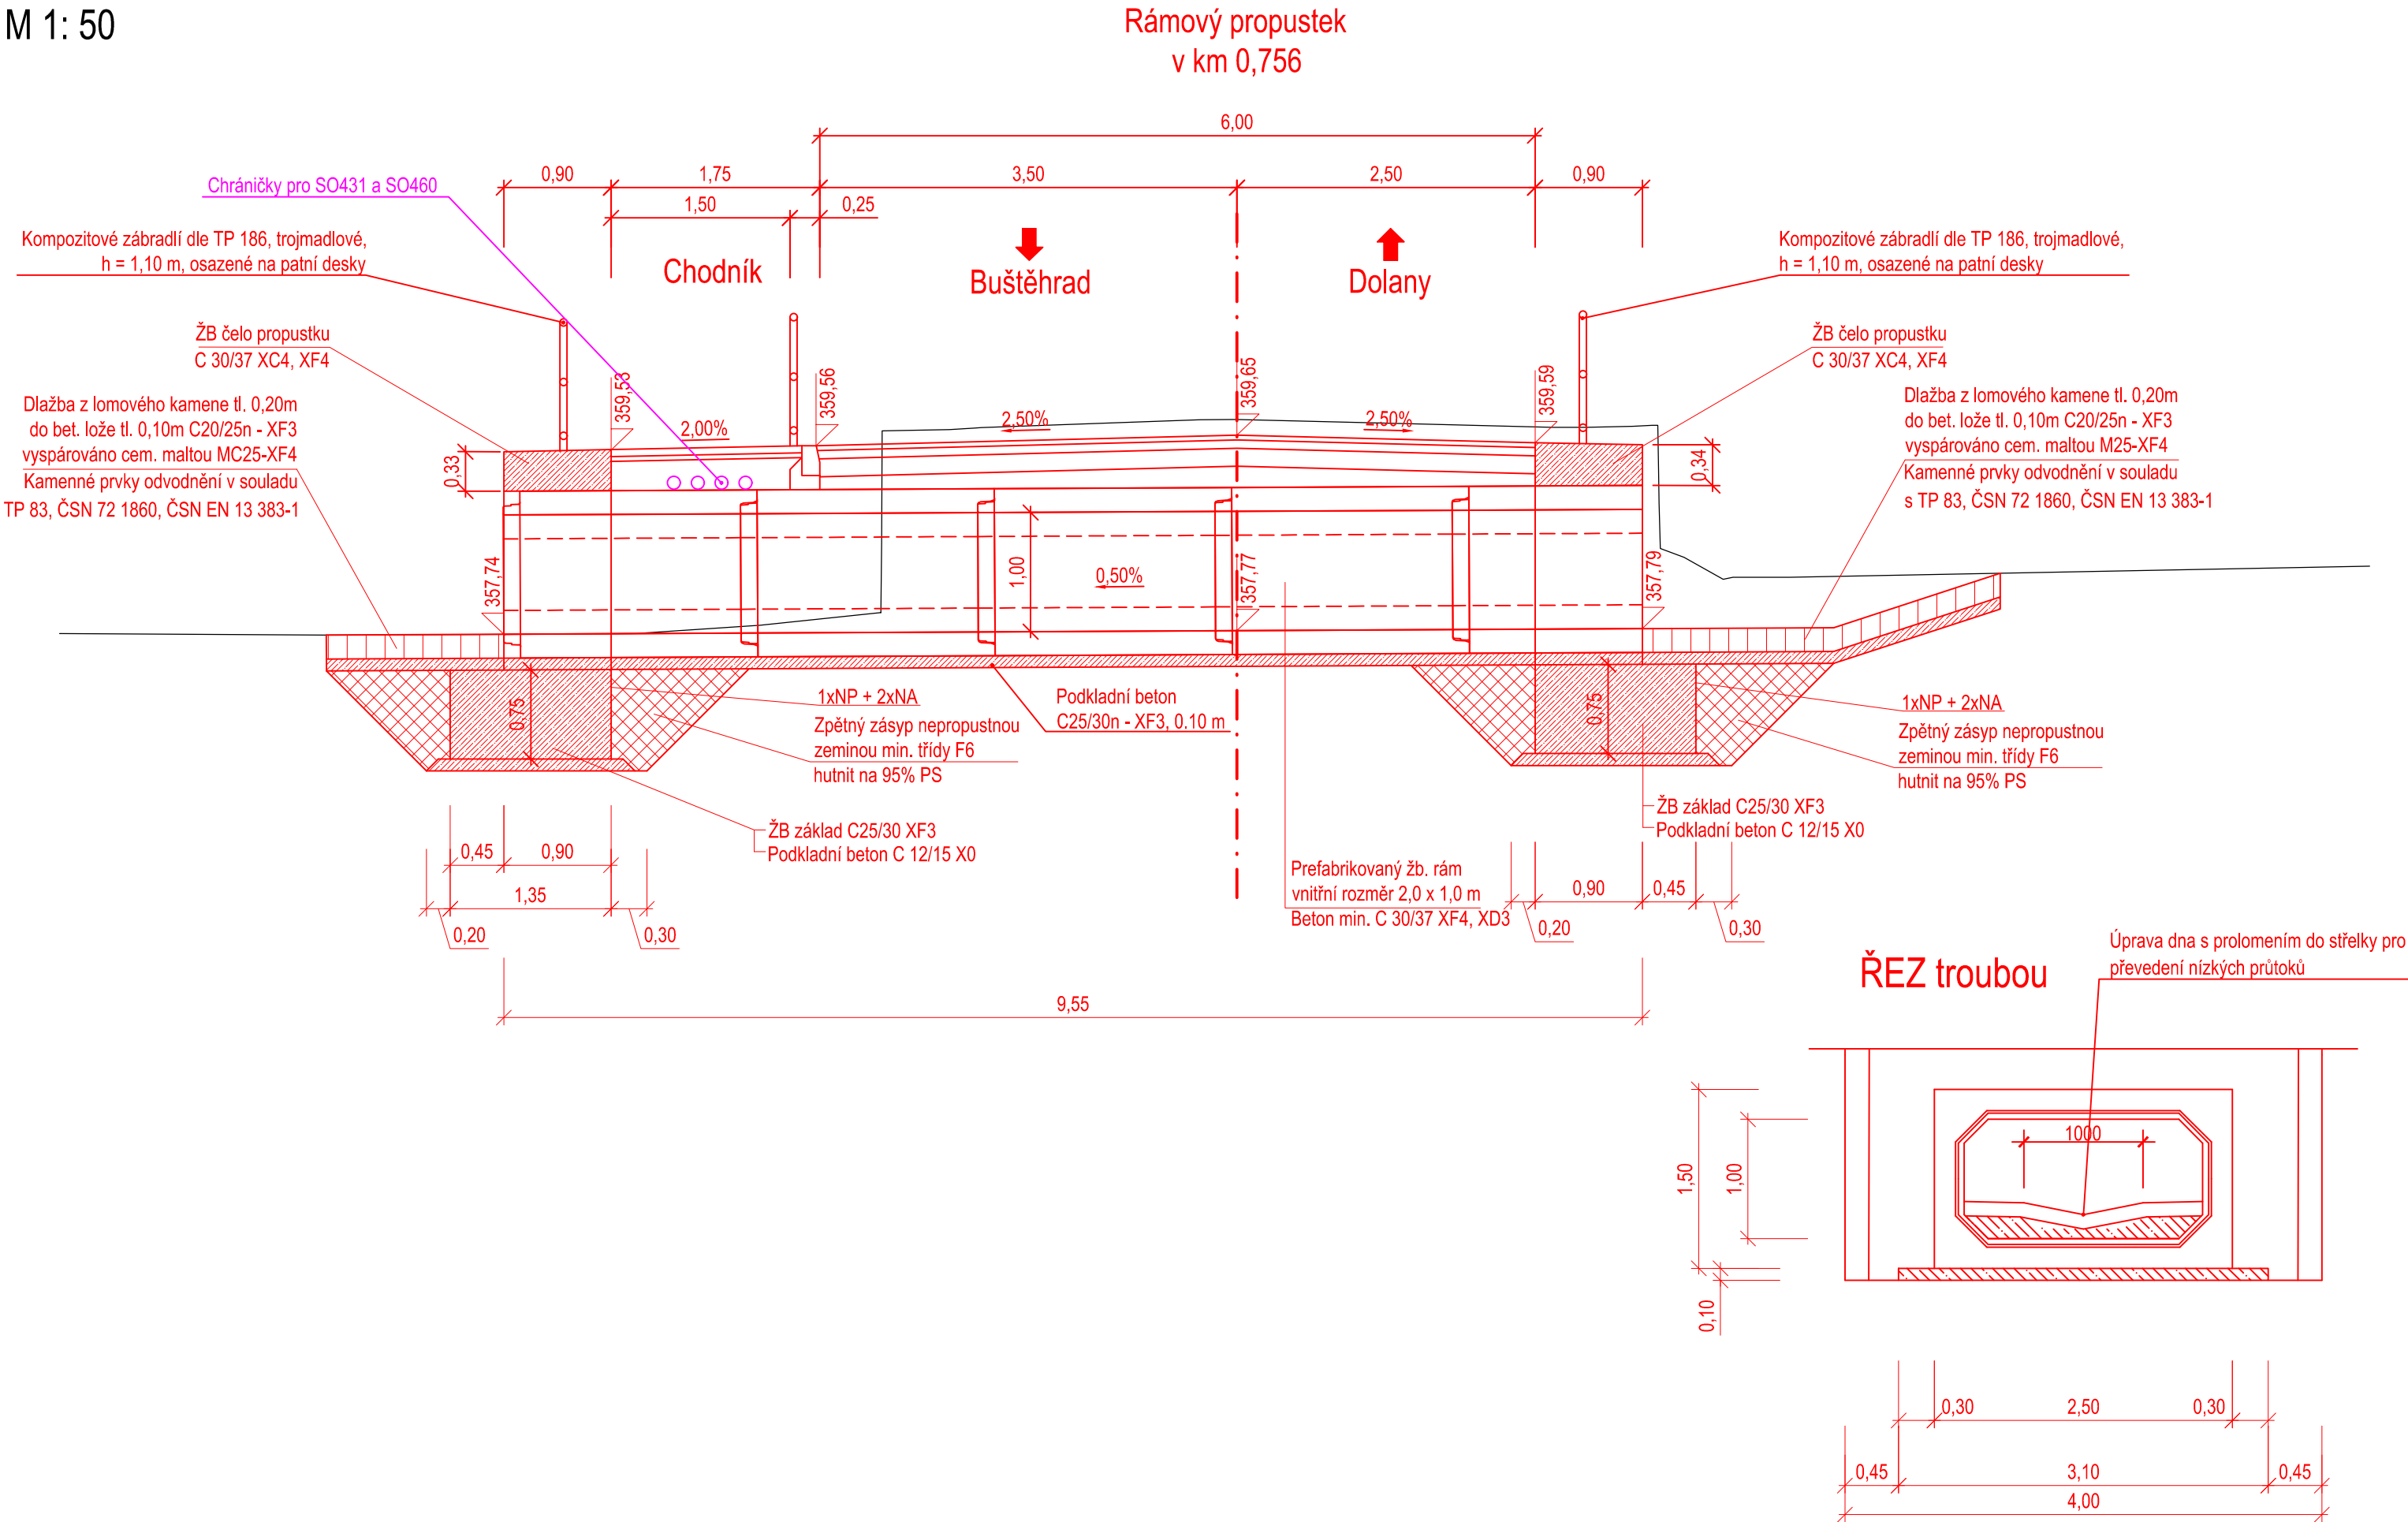 M 1: 50
Rámový propustek
v km 0,756
6,00
0,90
1,75
3,50
2,50
0,90
1,50
0,25
Chráničky pro SO431 a SO460
Kompozitové zábradlí dle TP 186, trojmadlové,
h = 1,10 m, osazené na patní desky
Chodník
Buštěhrad
Dolany
Kompozitové zábradlí dle TP 186, trojmadlové,
h = 1,10 m, osazené na patní desky
ŽB čelo propustku
C 30/37 XC4, XF4
ŽB čelo propustku
C 30/37 XC4, XF4
Dlažba z lomového kamene tl. 0,20m
do bet. lože tl. 0,10m C20/25n - XF3
vyspárováno cem. maltou MC25-XF4
Kamenné prvky odvodnění v souladu
TP 83, ČSN 72 1860, ČSN EN 13 383-1
Dlažba z lomového kamene tl. 0,20m
do bet. lože tl. 0,10m C20/25n - XF3
vyspárováno cem. maltou M25-XF4
Kamenné prvky odvodnění v souladu
s TP 83, ČSN 72 1860, ČSN EN 13 383-1
359,53
359,56
359,65
359,59
2,00%
2,50%
2,50%
0,33
0,34
357,74
1,00
0,50%
357,77
357,79
0,75
0,75
1xNP + 2xNA
Zpětný zásyp nepropustnou
zeminou min. třídy F6
hutnit na 95% PS
Podkladní beton
C25/30n - XF3, 0.10 m
1xNP + 2xNA
Zpětný zásyp nepropustnou
zeminou min. třídy F6
hutnit na 95% PS
ŽB základ C25/30 XF3
Podkladní beton C 12/15 X0
ŽB základ C25/30 XF3
Podkladní beton C 12/15 X0
0,45
0,90
1,35
0,20
0,30
Prefabrikovaný žb. rám
vnitřní rozměr 2,0 x 1,0 m
Beton min. C 30/37 XF4, XD3
0,90
0,45
0,20
0,30
9,55
ŘEZ troubou
Úprava dna s prolomením do střelky pro
převedení nízkých průtoků
1000
1,50
1,00
0,10
0,30
2,50
0,30
0,45
3,10
0,45
4,00